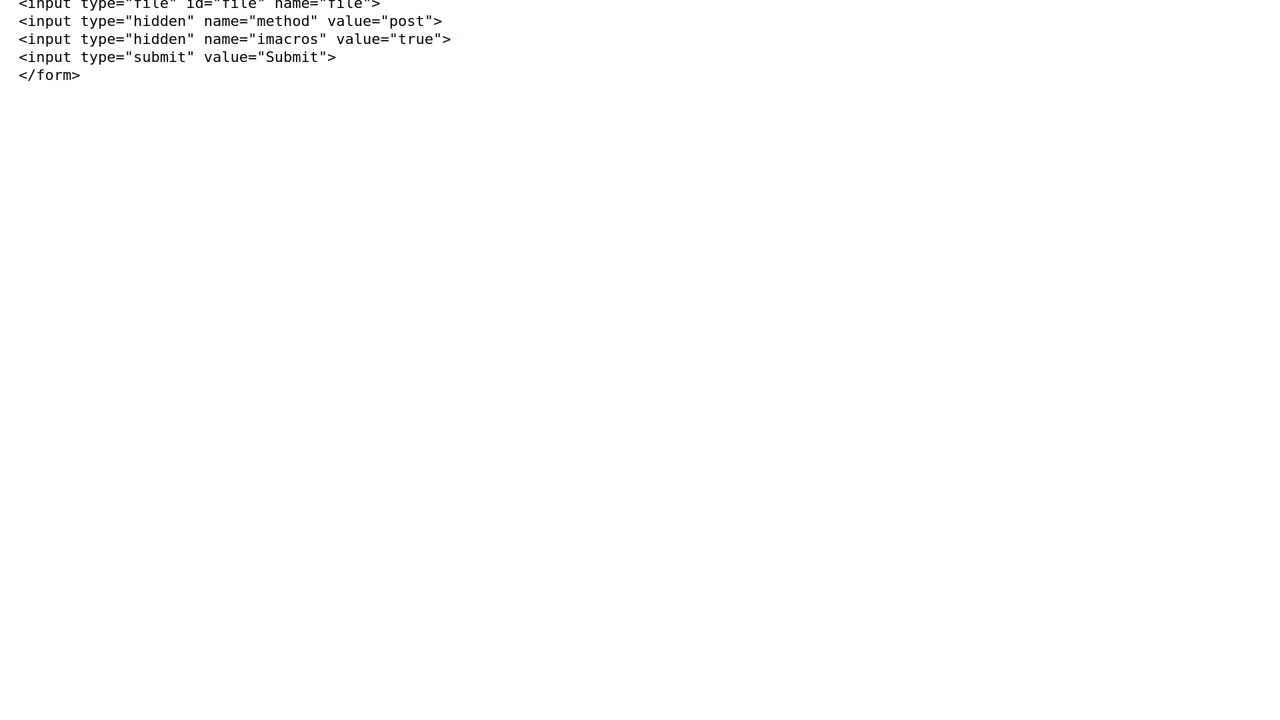 <input type="file" id="file" name="file">
<input type="hidden" name="method" value="post">
<input type="hidden" name="imacros" value="true">
<input type="submit" value="Submit">
</form>